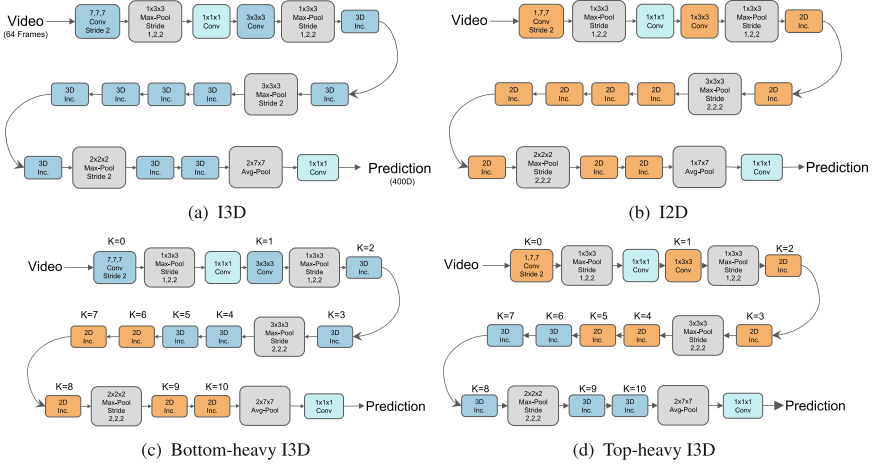 Video
(64 Frames)
7,7,7
Conv
Stride 2
1x3x3
Max-Pool
Stride
1,2,2
1x1x1
Conv
3x3x3
Conv
1x3x3
Max-Pool
Stride
1,2,2
3D
Inc.
3D
Inc.
3D
Inc.
3D
Inc.
3D
Inc.
3x3x3
Max-Pool
Stride 2
3D
Inc.
3D
Inc.
2x2x2
Max-Pool
Stride 2
3D
Inc.
3D
Inc.
2x7x7
Avg-Pool
1x1x1
Conv
Prediction
(400D)
(a) I3D
Video
1,7,7
Conv
Stride 2
1x3x3
Max-Pool
Stride
1,2,2
1x1x1
Conv
1x3x3
Conv
1x3x3
Max-Pool
Stride
1,2,2
2D
Inc.
2D
Inc.
2D
Inc.
2D
Inc.
2D
Inc.
3x3x3
Max-Pool
Stride
2,2,2
2D
Inc.
2D
Inc.
2x2x2
Max-Pool
Stride
2,2,2
2D
Inc.
2D
Inc.
1x7x7
Avg-Pool
1x1x1
Conv
Prediction
(b) I2D
Video
K=0
7,7,7
Conv
Stride 2
1x3x3
Max-Pool
Stride
1,2,2
1x1x1
Conv
K=1
3x3x3
Conv
1x3x3
Max-Pool
Stride
1,2,2
K=2
3D
Inc.
K=7
2D
Inc.
K=6
2D
Inc.
K=5
3D
Inc.
K=4
3D
Inc.
3x3x3
Max-Pool
Stride
2,2,2
K=3
3D
Inc.
K=8
2D
Inc.
2x2x2
Max-Pool
Stride
2,2,2
K=9
2D
Inc.
K=10
2D
Inc.
2x7x7
Avg-Pool
1x1x1
Conv
Prediction
(c) Bottom-heavy I3D
Video
K=0
1,7,7
Conv
Stride 2
1x3x3
Max-Pool
Stride
1,2,2
1x1x1
Conv
K=1
1x3x3
Conv
1x3x3
Max-Pool
Stride
1,2,2
K=2
2D
Inc.
K=7
3D
Inc.
K=6
3D
Inc.
K=5
2D
Inc.
K=4
2D
Inc.
3x3x3
Max-Pool
Stride
2,2,2
K=3
2D
Inc.
K=8
3D
Inc.
2x2x2
Max-Pool
Stride
2,2,2
K=9
3D
Inc.
K=10
3D
Inc.
2x7x7
Avg-Pool
1x1x1
Conv
Prediction
(d) Top-heavy I3D